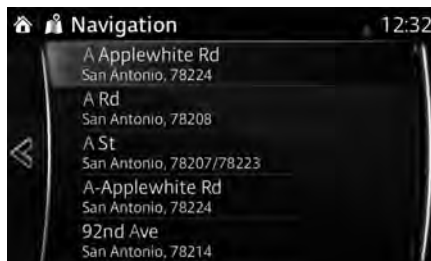 Navigation 12:32
A Applewhite Rd
San Antonio, 78224
A Rd
San Antonio, 78208
A St
San Antonio, 78207/78223
A-Applewhite Rd
San Antonio, 78224
92nd Ave
San Antonio, 78214